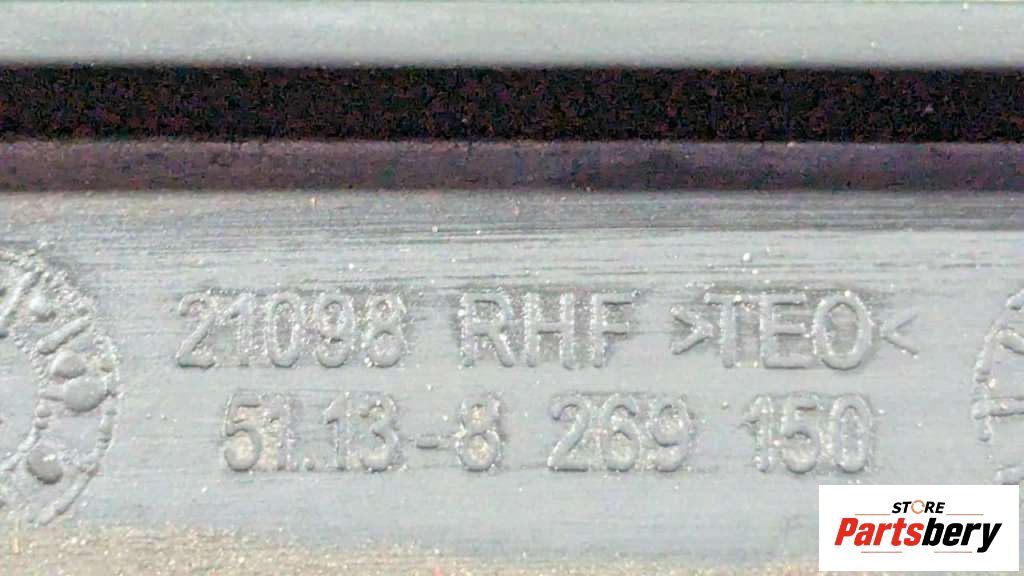 21098 RHF >TEO<
51.13-8 269 150
STORE
Partsbery